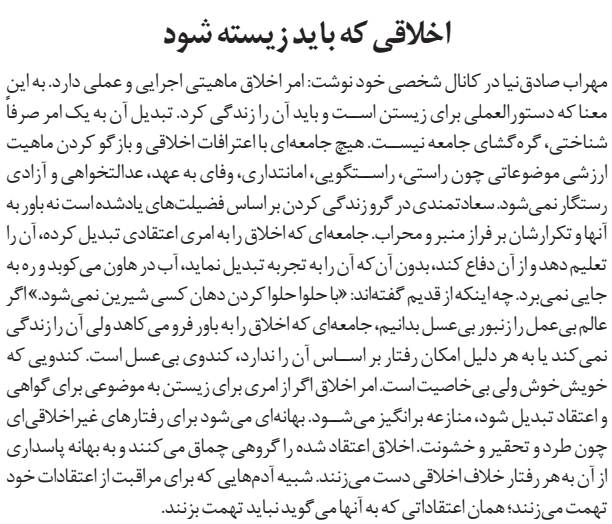 اخلاقی که باید زیسته شود
مهراب صادق‌نیا در کانال شخصی خود نوشت: امر اخلاق ماهیتی اجرایی و عملی دارد. به این
معنا که دستورالعملی برای زیستن است و باید آن را زندگی کرد. تبدیل آن به یک امر صرفاً
شناختی، گره‌گشای جامعه نیست. هیچ جامعه‌ای با اعترافات اخلاقی و بازگو کردن ماهیت
ارزشی موضوعاتی چون راستی، راستگویی، امانتداری، وفای به عهد، عدالتخواهی و آزادی
رستگار نمی‌شود. سعادتمندی در گرو زندگی کردن بر اساس فضیلت‌های یادشده است نه باور به
آنها و تکرارشان بر فراز منبر و محراب. جامعه‌ای که اخلاق را به امری اعتقادی تبدیل کرده، آن را
تعلیم دهد و از آن دفاع کند، بدون آن‌که آن را به تجربه تبدیل نماید، آب در هاون می‌کوبد و ره به
جایی نمی‌برد. چه اینکه از قدیم گفته‌اند: «با حلوا حلوا کردن دهان کسی شیرین نمی‌شود.» اگر
عالم بی‌عمل را زنبور بی‌عسل بدانیم، جامعه‌ای که اخلاق را به باور فرو می‌کاهد ولی آن را زندگی
نمی‌کند یا به هر دلیل امکان رفتار بر اساس آن را ندارد، کندوی بی‌عسل است. کندویی که
خویش‌خوش ولی بی‌خاصیت است. امر اخلاق اگر از امری برای زیستن به موضوعی برای گواهی
و اعتقاد تبدیل شود، منازعه برانگیز می‌شود. بهانه‌ای می‌شود برای رفتارهای غیراخلاقی‌ای
چون طرد و تحقیر و خشونت. اخلاق اعتقاد شده را گروهی چماق می‌کنند و به بهانه پاسداری
از آن به هر رفتار خلاف اخلاقی دست می‌زنند. شبیه آدم‌هایی که برای مراقبت از اعتقادات خود
تهمت می‌زنند؛ همان اعتقاداتی که به آنها می‌گوید نباید تهمت بزنند.